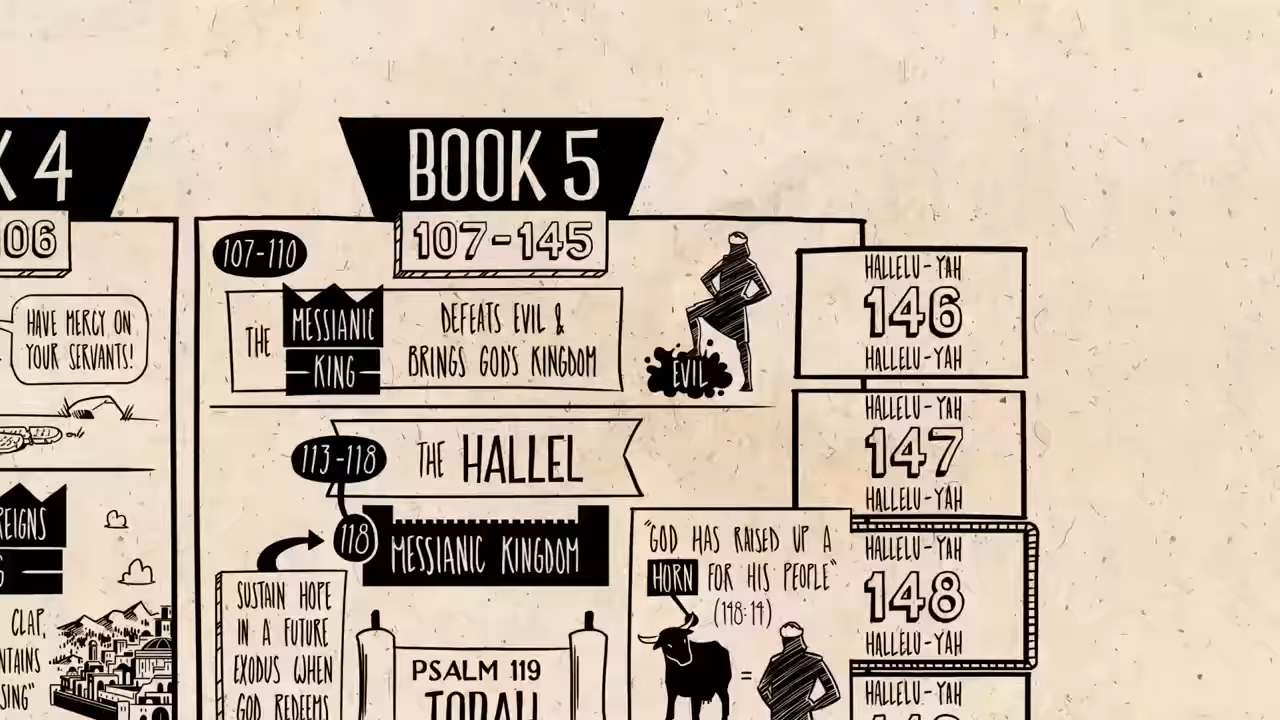 K 4
106
HAVE MERCY ON
YOUR SERVANTS!
REIGNS
CLAP,
NTAINS
SING"
BOOK 5
107-145
107-110
THE
MESSIANIC
KING
DEFEATS EVIL &
BRINGS GOD'S KINGDOM
EVIL
113-118
THE HALLEL
118
MESSIANIC KINGDOM
SUSTAIN HOPE
IN A FUTURE
EXODUS WHEN
GOD REDEEMS
PSALM 119
TORAH
"GOD HAS RAISED UP A
HORN FOR HIS PEOPLE"
(148:14)
=
HALLELU-YAH
146
HALLELU-YAH
HALLELU-YAH
147
HALLELU-YAH
HALLELU-YAH
148
HALLELU-YAH
HALLELU-YAH
149